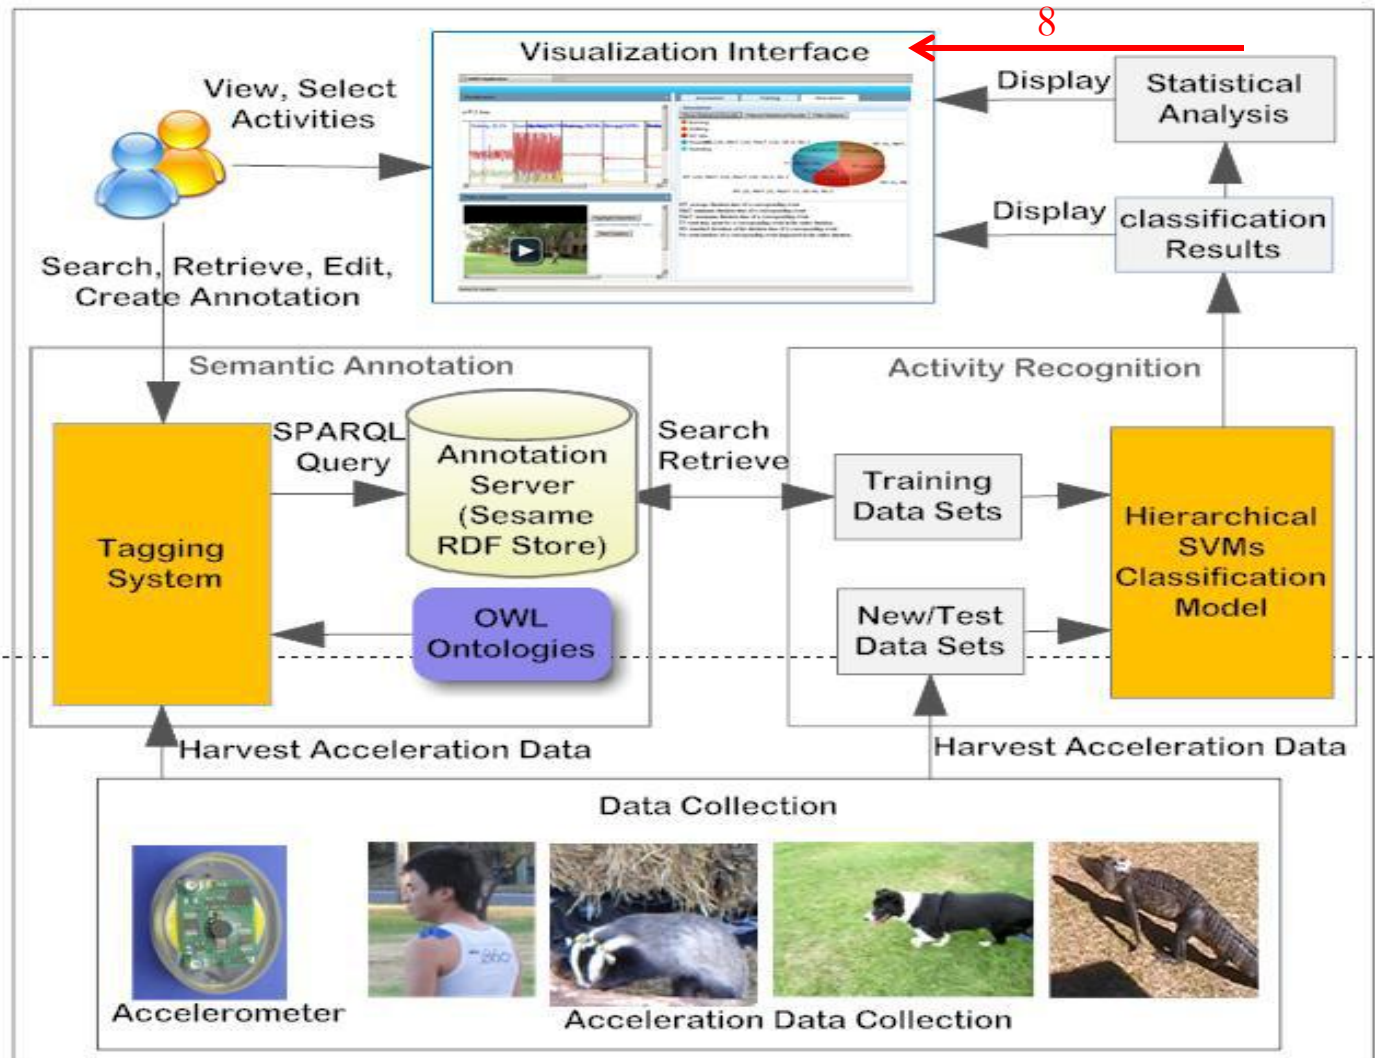 8
Visualization Interface
View, Select
Activities
Display
Statistical
Analysis
Display
classification
Results
Search, Retrieve, Edit,
Create Annotation
Semantic Annotation
Activity Recognition
SPARQL
Query
Annotation
Server
(Sesame
RDF Store)
Search
Retrieve
Training
Data Sets
Hierarchical
SVMs
Classification
Model
Tagging
System
OWL
Ontologies
New/Test
Data Sets
Harvest Acceleration Data
Harvest Acceleration Data
Data Collection
860
Accelerometer
Acceleration Data Collection